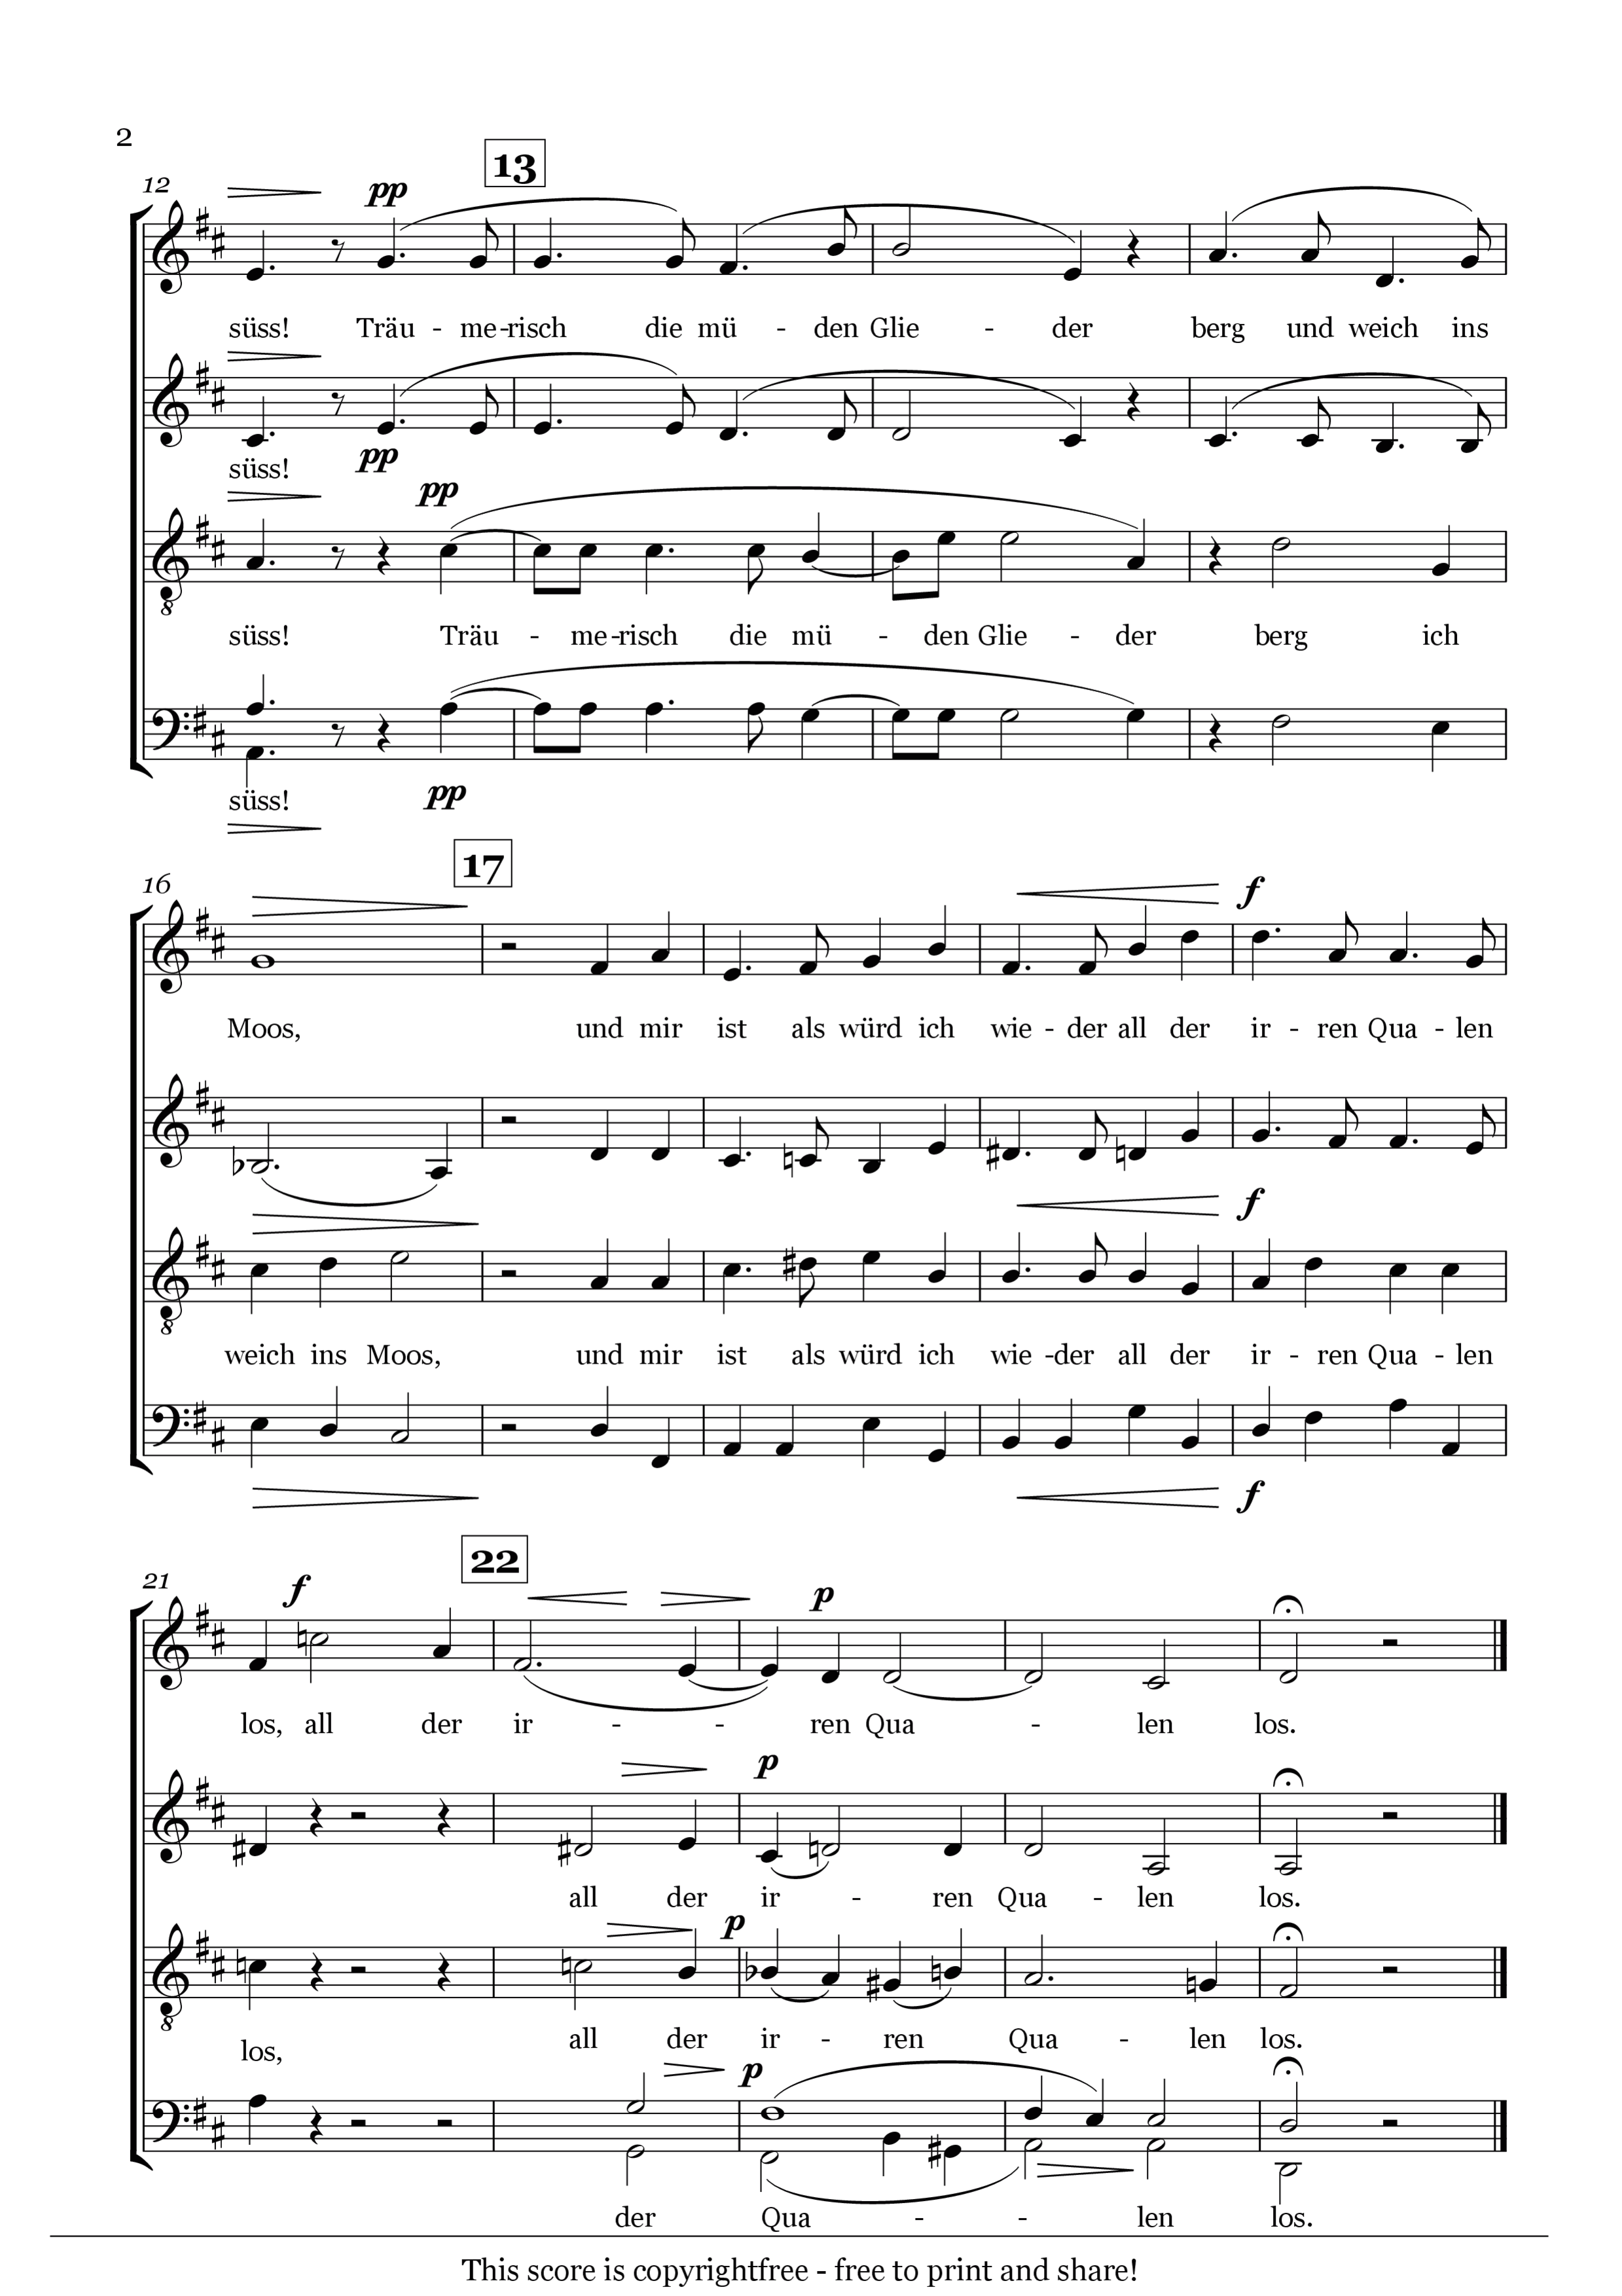 2
13
12
pp
süss! Träu - me-risch die mü - den Glie - der berg und weich ins
pp
süss!
pp
süss! Träu - me-risch die mü - den Glie - der berg ich
pp
süss!
17
16
f
Moos, und mir ist als würd ich wie - der all der ir - ren Qua - len
f
weich ins Moos, und mir ist als würd ich wie -der all der ir - ren Qua - len
f
22
21
f p
los, all der ir - - ren Qua - len los.
p
all der ir - ren Qua - len los.
p
los, all der ir - ren Qua - len los.
p
der Qua - - len los.
This score is copyrightfree - free to print and share!